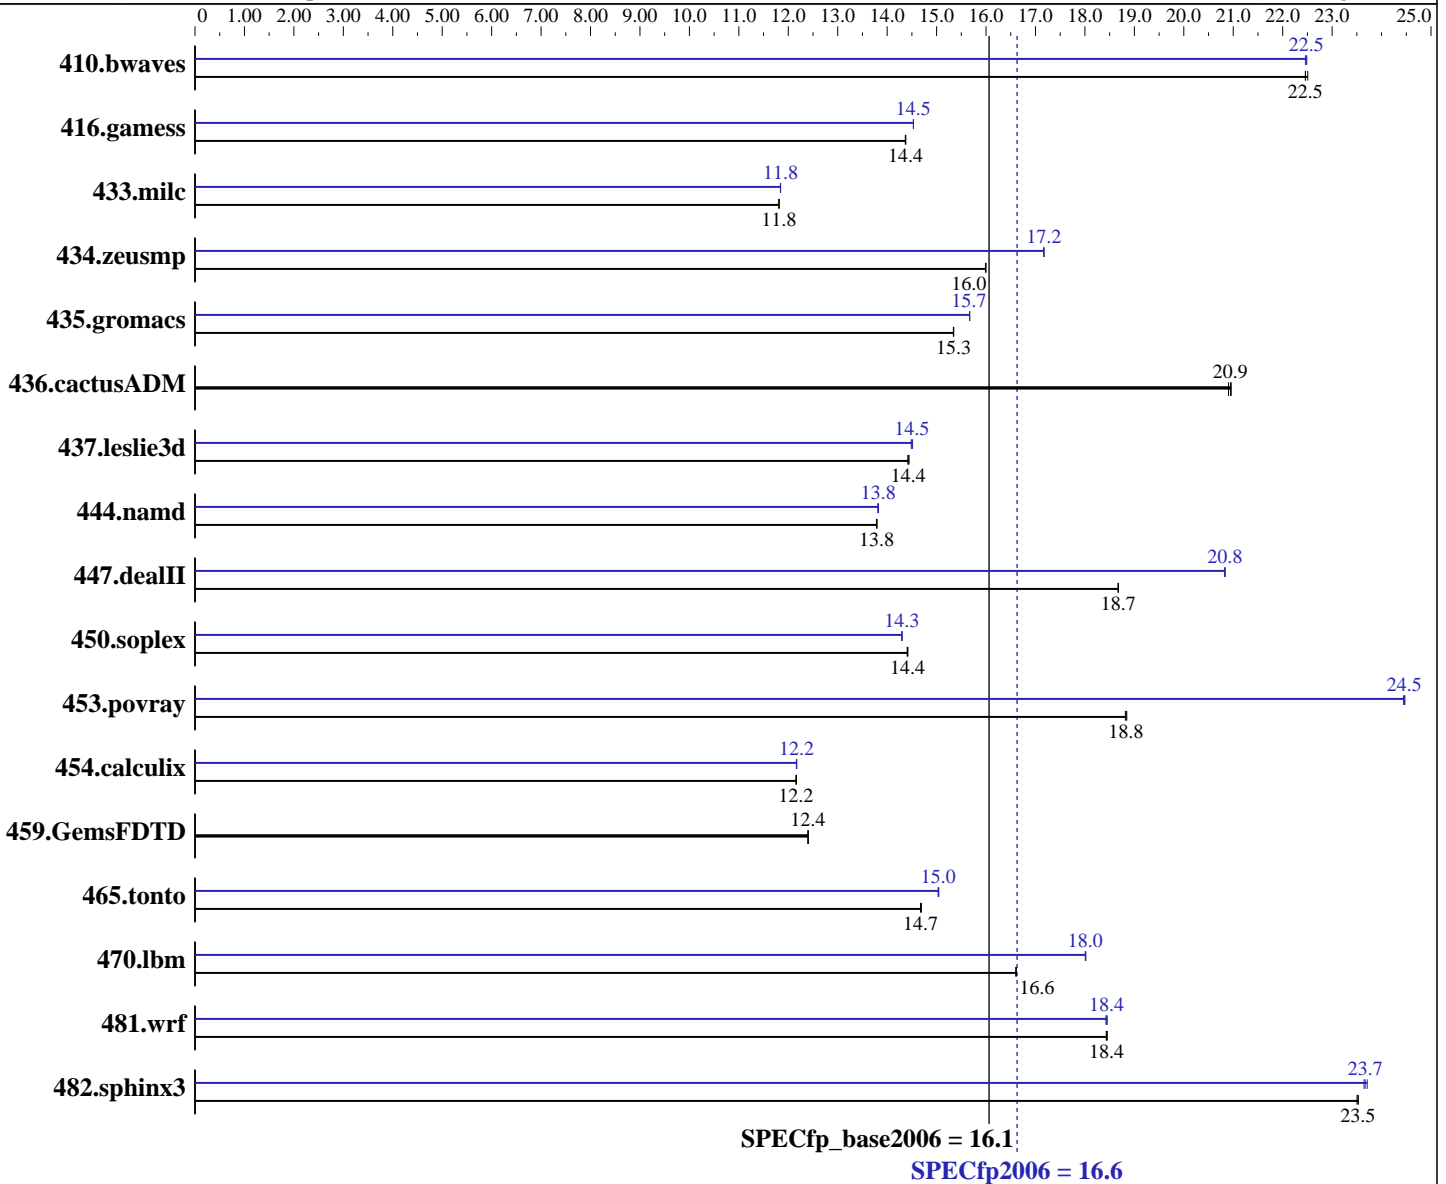 0 1.00 2.00 3.00 4.00 5.00 6.00 7.00 8.00 9.00 10.0 11.0 12.0 13.0 14.0 15.0 16.0 17.0 18.0 19.0 20.0 21.0 22.0 23.0 25.0
22.5
410.bwaves
22.5
14.5
416.gamess
14.4
11.8
433.milc
11.8
17.2
434.zeusmp
16.0
15.7
435.gromacs
15.3
20.9
436.cactusADM
14.5
437.leslie3d
14.4
13.8
444.namd
13.8
20.8
447.dealII
18.7
14.3
450.soplex
14.4
24.5
453.povray
18.8
12.2
454.calculix
12.2
12.4
459.GemsFDTD
15.0
465.tonto
14.7
18.0
470.lbm
16.6
18.4
481.wrf
18.4
23.7
482.sphinx3
23.5
SPECfp_base2006 = 16.1
SPECfp2006 = 16.6